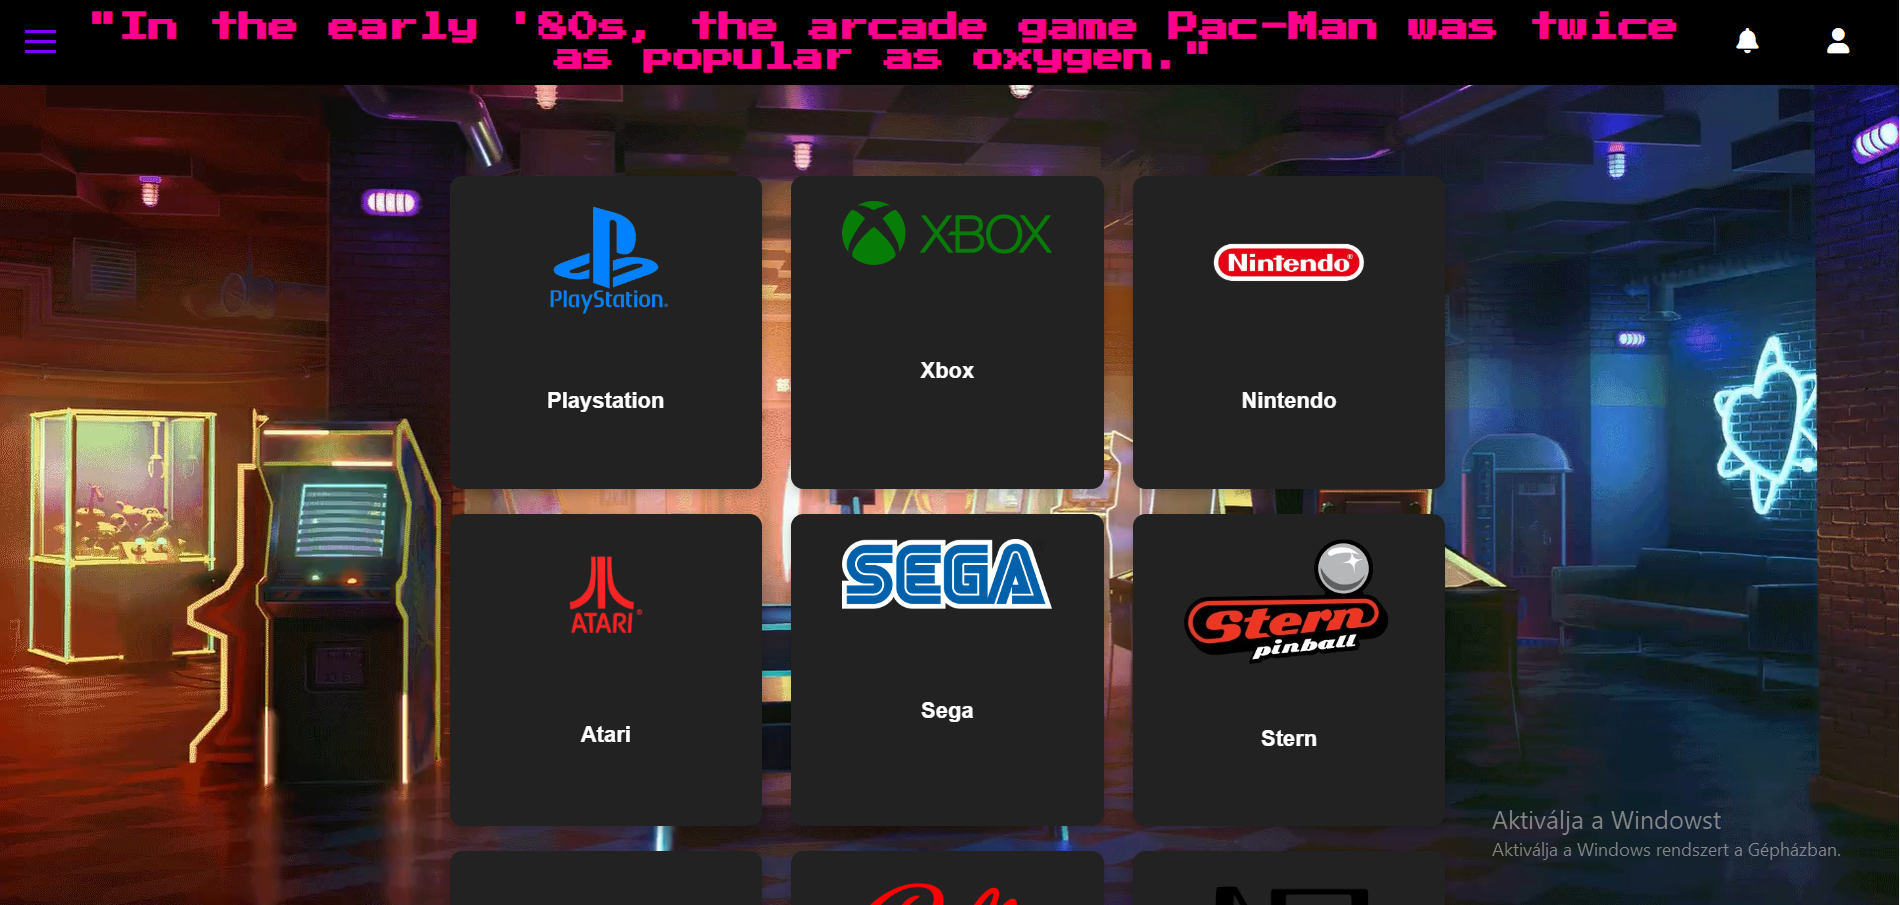 "In the early '80s, the arcade game Pac-Man was twice
as popular as oxygen."
PlayStation
XBOX
Nintendo®
Playstation
Xbox
Nintendo
ATARI
SEGA
Stern
pinball
Atari
Sega
Stern
Aktiválja a Windowst
Aktiválja a Windows rendszert a Gépházban.